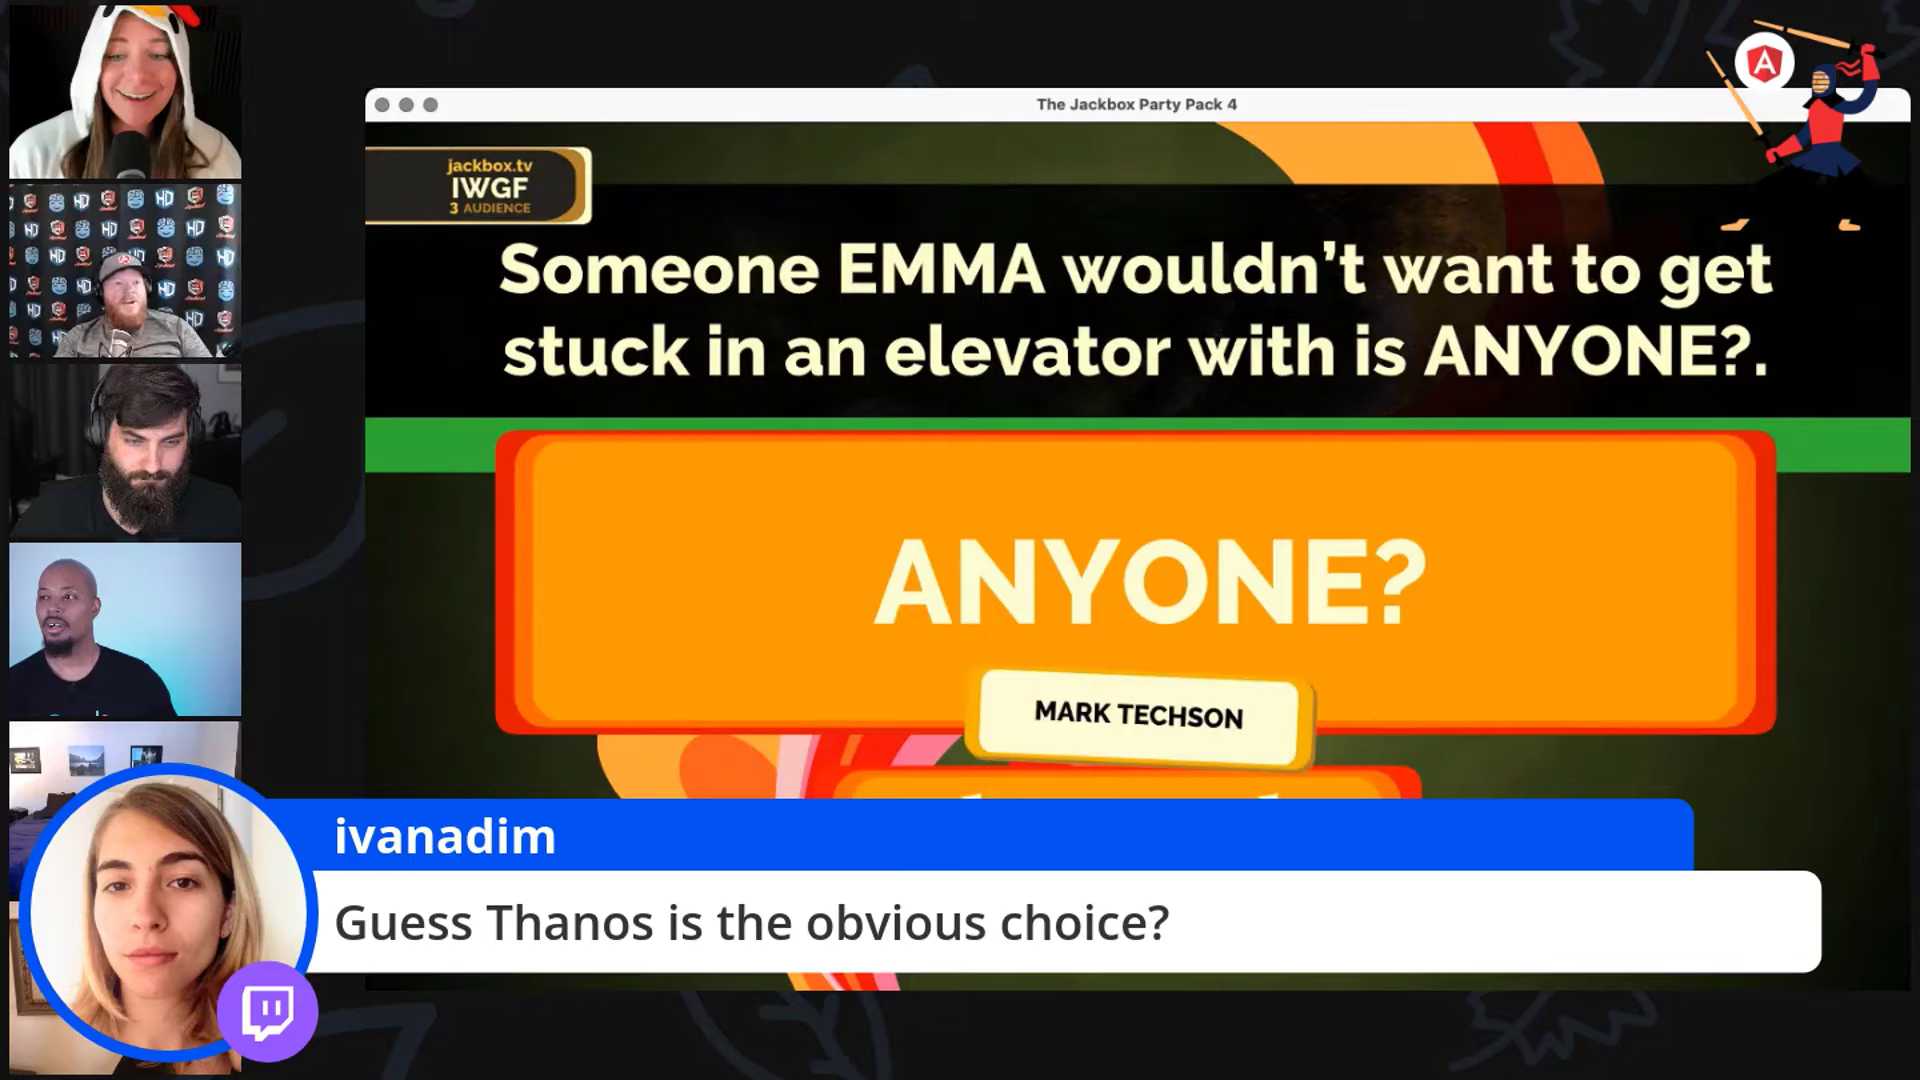 The Jackbox Party Pack 4
jackbox.tv
IWGF
3 AUDIENCE
Someone EMMA wouldn’t want to get
stuck in an elevator with is ANYONE?.
ANYONE?
MARK TECHSON
ivanadim
Guess Thanos is the obvious choice?